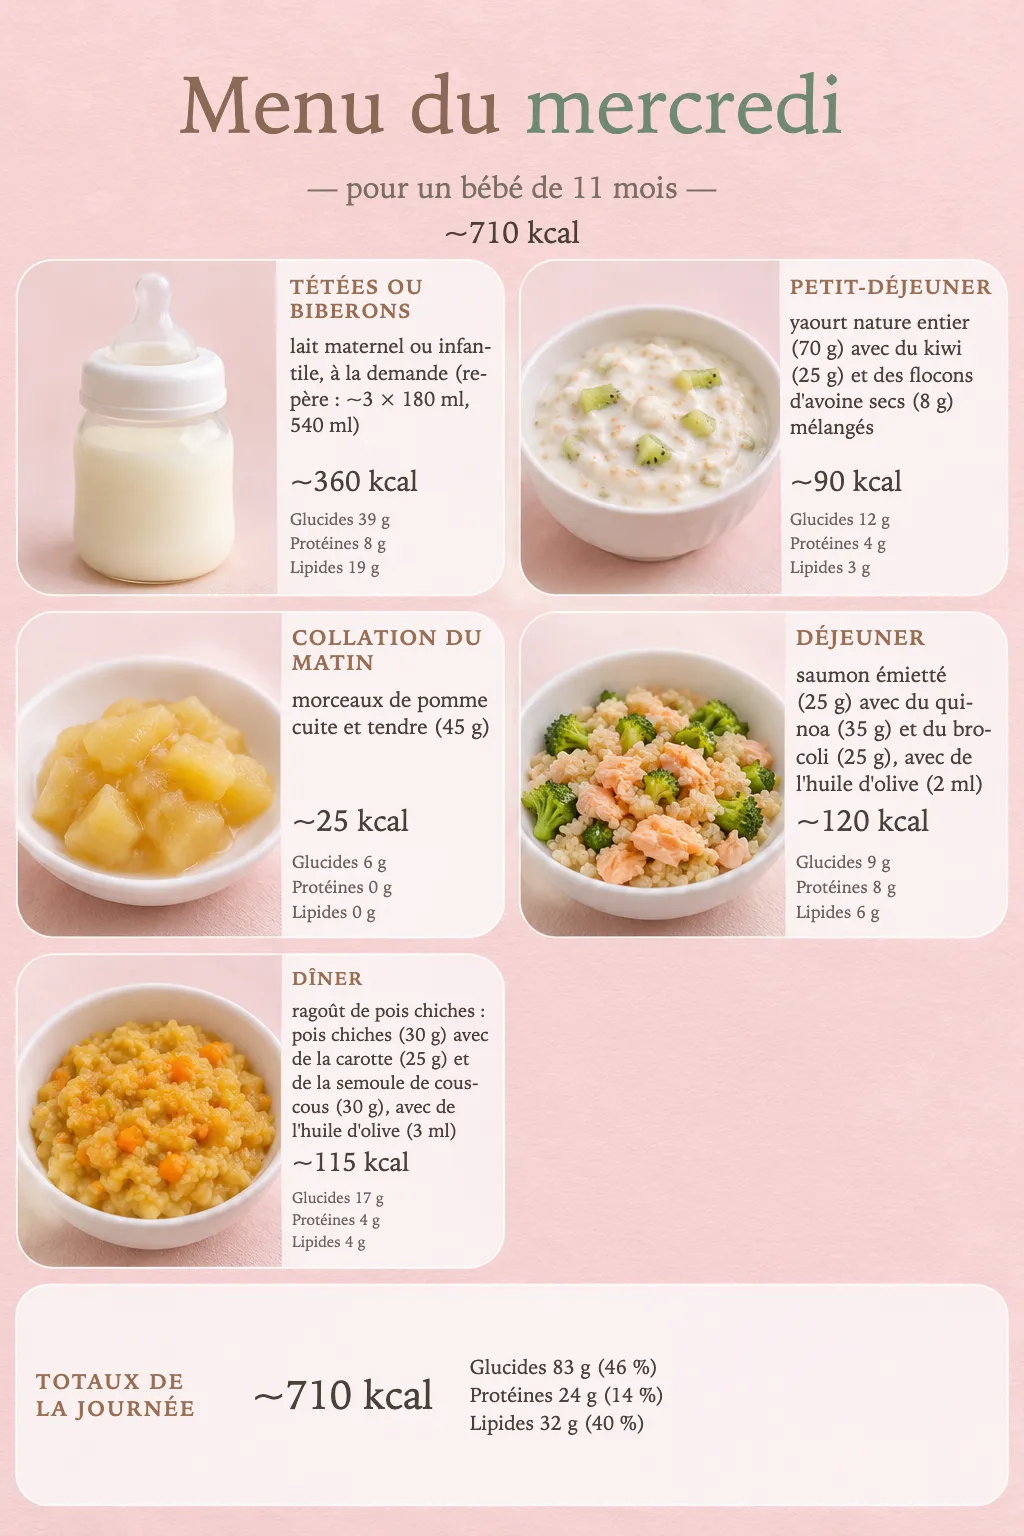 Menu du mercredi
— pour un bébé de 11 mois —
~710 kcal
TÉTÉES OU
BIBERONS
lait maternel ou infan-
tile, à la demande (re-
père : ~3 × 180 ml,
540 ml)
~360 kcal
Glucides 39 g
Protéines 8 g
Lipides 19 g
PETIT-DÉJEUNER
yaourt nature entier
(70 g) avec du kiwi
(25 g) et des flocons
d'avoine secs (8 g)
mélangés
~90 kcal
Glucides 12 g
Protéines 4 g
Lipides 3 g
COLLATION DU
MATIN
morceaux de pomme
cuite et tendre (45 g)
~25 kcal
Glucides 6 g
Protéines 0 g
Lipides 0 g
DÉJEUNER
saumon émietté
(25 g) avec du qui-
noa (35 g) et du bro-
coli (25 g), avec de
l'huile d'olive (2 ml)
~120 kcal
Glucides 9 g
Protéines 8 g
Lipides 6 g
DÎNER
ragoût de pois chiches :
pois chiches (30 g) avec
de la carotte (25 g) et
de la semoule de cous-
cous (30 g), avec de
l'huile d'olive (3 ml)
~115 kcal
Glucides 17 g
Protéines 4 g
Lipides 4 g
TOTAUX DE
LA JOURNÉE
~710 kcal
Glucides 83 g (46 %)
Protéines 24 g (14 %)
Lipides 32 g (40 %)